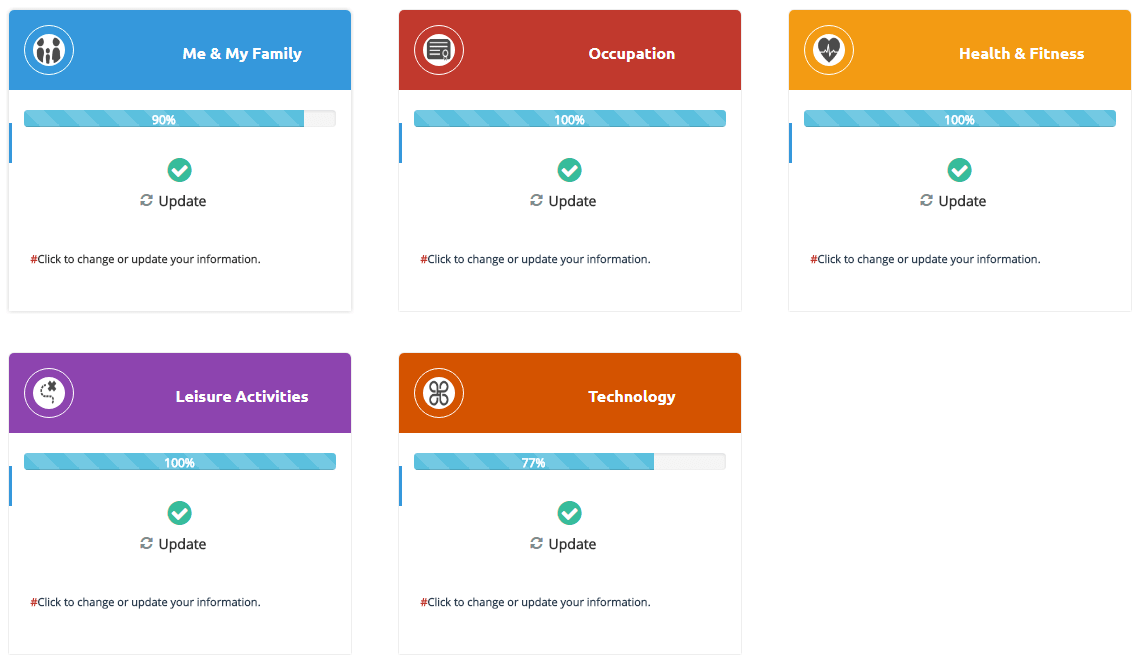 Me & My Family
90%
Update
#Click to change or update your information.
Occupation
100%
Update
#Click to change or update your information.
Health & Fitness
100%
Update
#Click to change or update your information.
Leisure Activities
100%
Update
#Click to change or update your information.
Technology
77%
Update
#Click to change or update your information.